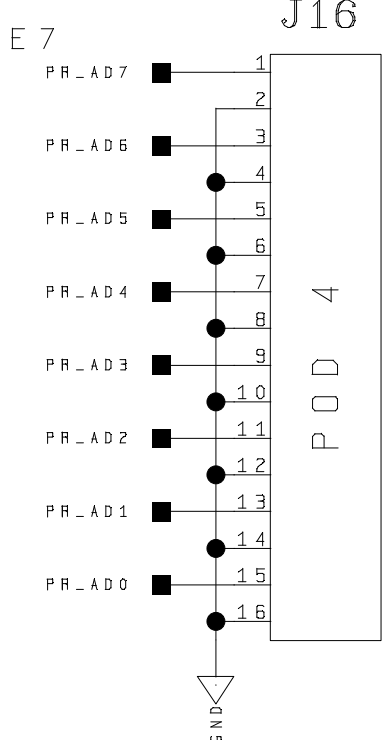 J16
E7
PA_AD7 1
2
PA_AD6 3
4
PA_AD5 5
6
PA_AD4 7
8
PA_AD3 9
10
PA_AD2 11
12
PA_AD1 13
14
PA_AD0 15
16
POD 4
GND